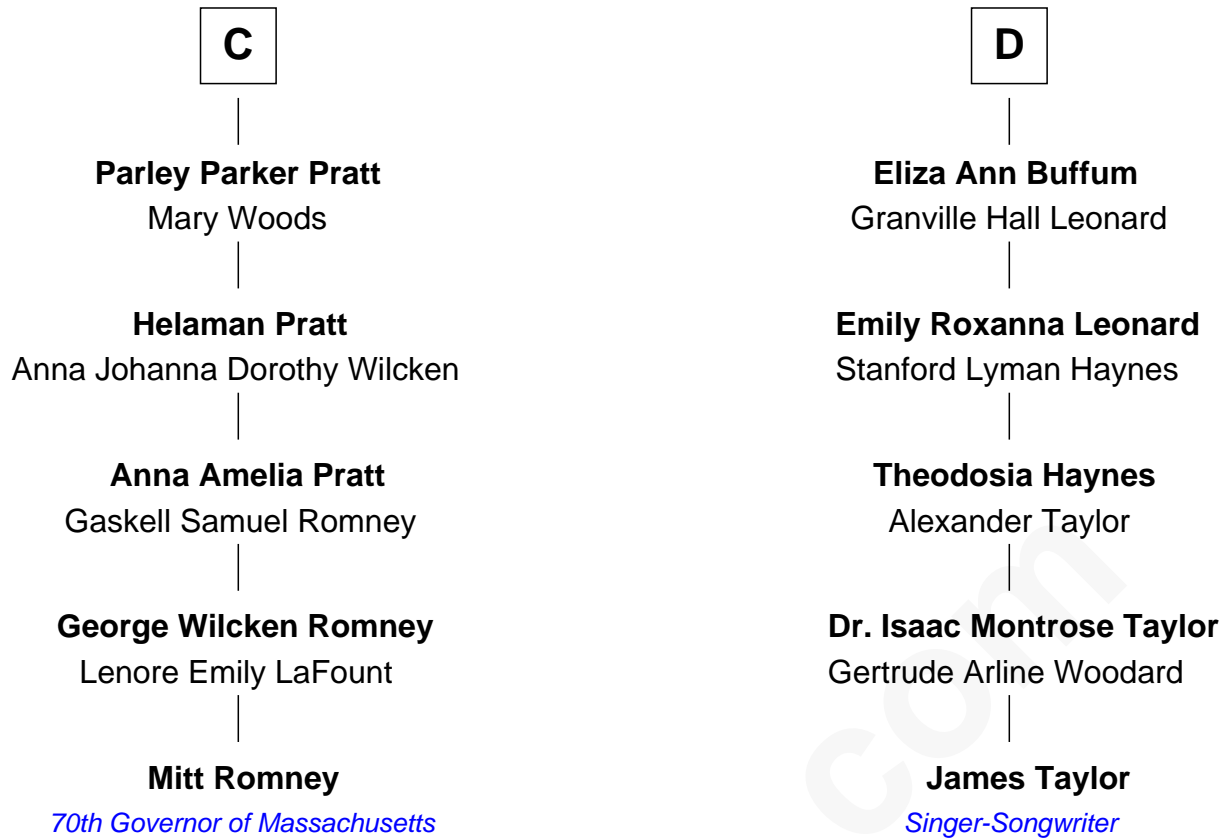 C
Parley Parker Pratt
Mary Woods
Helaman Pratt
Anna Johanna Dorothy Wilcken
Anna Amelia Pratt
Gaskell Samuel Romney
George Wilcken Romney
Lenore Emily LaFount
Mitt Romney
70th Governor of Massachusetts
D
Eliza Ann Buffum
Granville Hall Leonard
Emily Roxanna Leonard
Stanford Lyman Haynes
Theodosia Haynes
Alexander Taylor
Dr. Isaac Montrose Taylor
Gertrude Arline Woodard
James Taylor
Singer-Songwriter
com